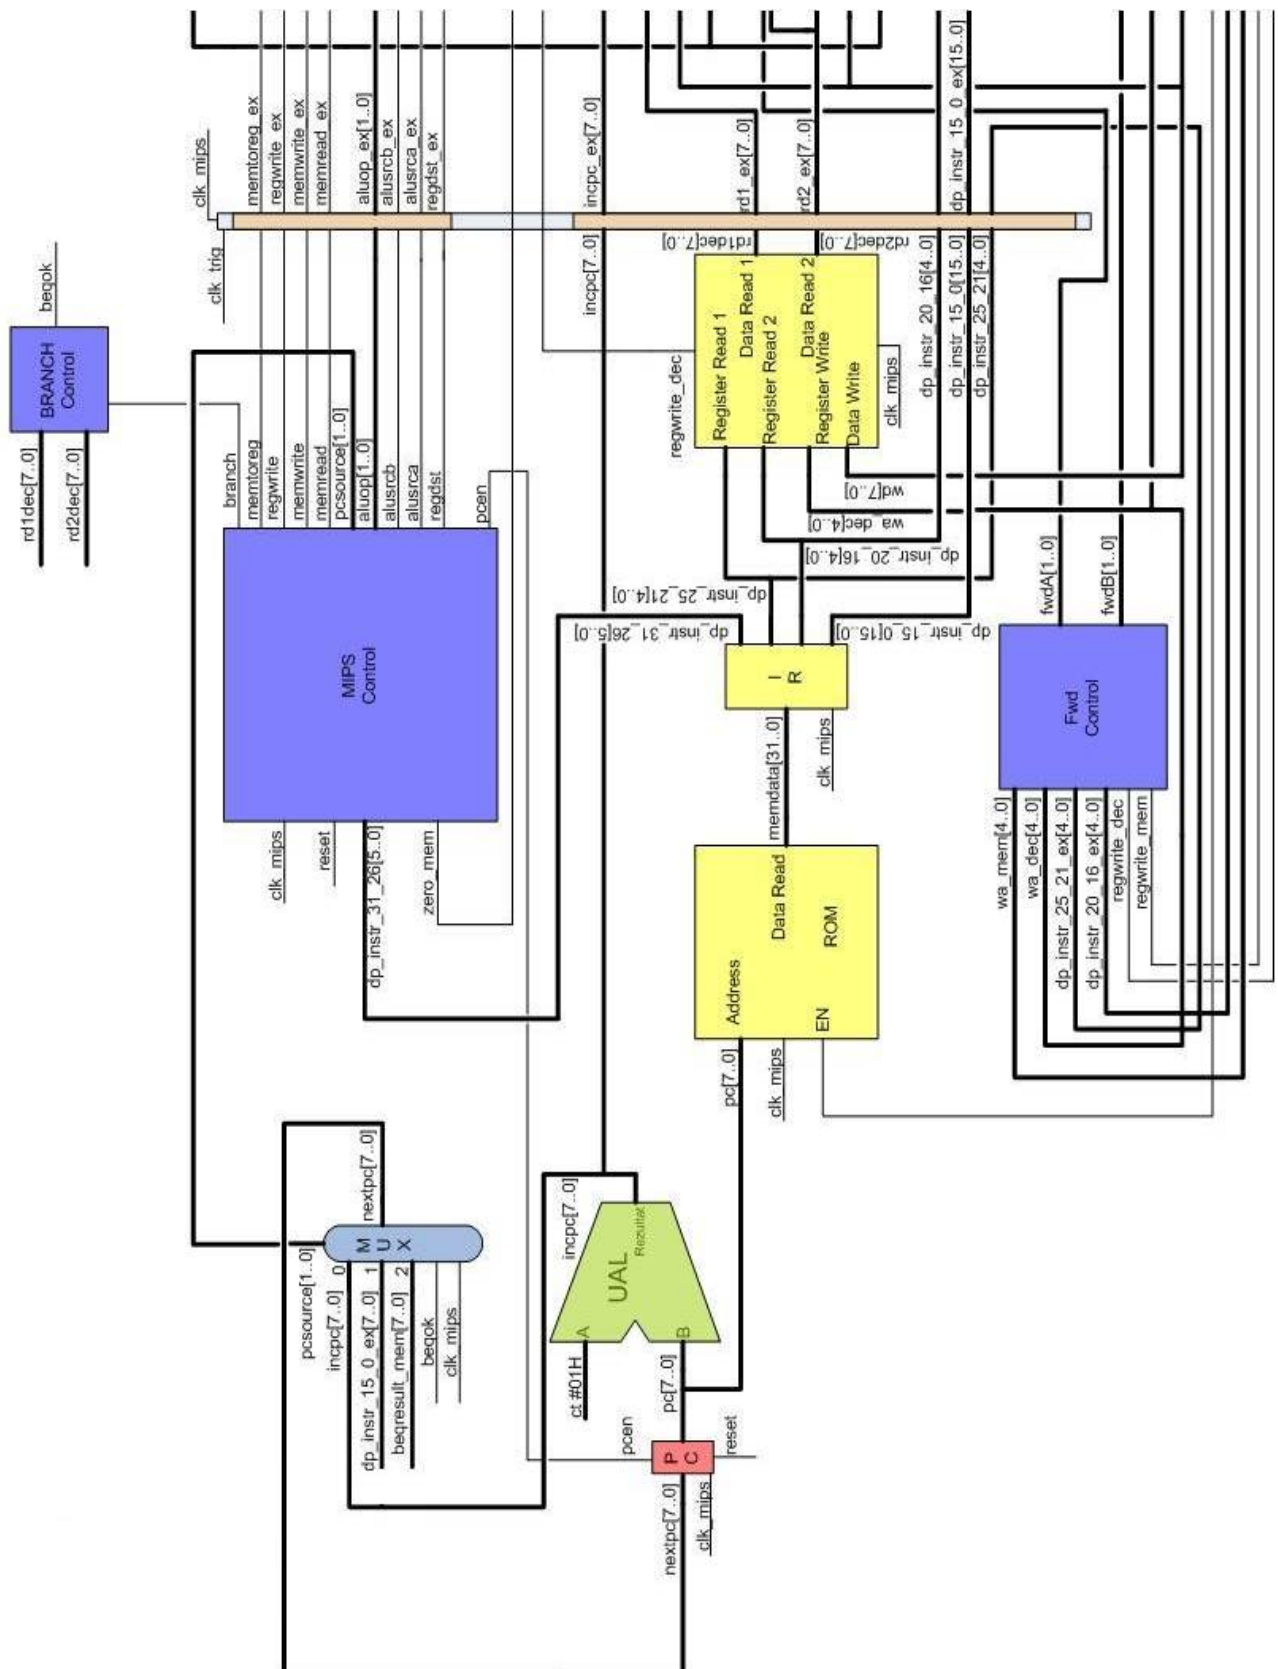 BRANCH
Control
rd1dec[7..0]
rd2dec[7..0]
beqok
clk_mips
clk_trig
memtoreg_ex
regwrite_ex
memwrite_ex
memread_ex
aluop_ex[1..0]
alusrcb_ex
alusrca_ex
regdst_ex
incpc_ex[7..0]
rd1_ex[7..0]
rd2_ex[7..0]
dp_instr_15_0_ex[15..0]
MIPS
Control
branch
memtoreg
regwrite
memwrite
memread
pcsource[1..0]
aluop[1..0]
alusrcb
alusrca
regdst
pcen
clk_mips
reset
dp_instr_31_26[5..0]
zero_mem
incpc[7..0]
rd1dec[7..0]
rd2dec[7..0]
dp_instr_20_16[4..0]
dp_instr_15_0[15..0]
dp_instr_25_21[4..0]
regwrite_dec
Register Read 1
Data Read 1
Register Read 2
Data Read 2
Register Write
Data Write
clk_mips
wd[7..0]
wa_dec[4..0]
dp_instr_20_16[4..0]
dp_instr_25_21[4..0]
dp_instr_31_26[5..0]
dp_instr_15_0[15..0]
I
R
clk_mips
memdata[31..0]
Data Read
ROM
Address
EN
pc[7..0]
clk_mips
Fwd
Control
fwdA[1..0]
fwdB[1..0]
wa_mem[4..0]
wa_dec[4..0]
dp_instr_25_21_ex[4..0]
dp_instr_20_16_ex[4..0]
regwrite_dec
regwrite_mem
nextpc[7..0]
M
U
X
pcsource[1..0]
incpc[7..0] 0
dp_instr_15_0_ex[7..0] 1
beqresult_mem[7..0] 2
beqok
clk_mips
incpc[7..0]
Rezultat
UAL
A
B
ct #01H
pc[7..0]
pcen
P
C
reset
nextpc[7..0]
clk_mips